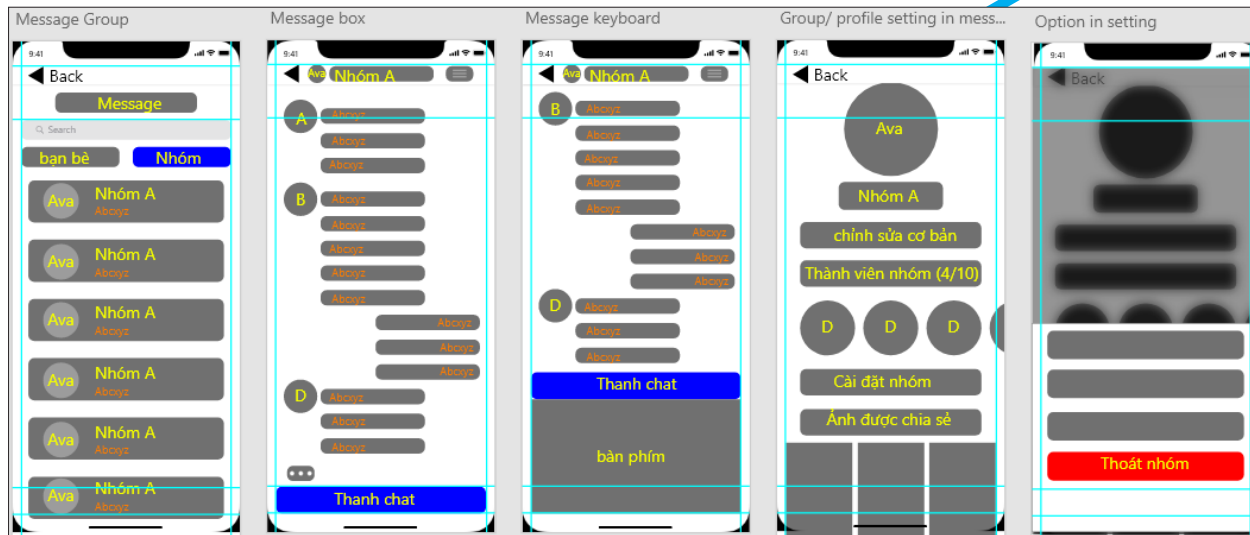 Message Group
9:41
Back
Message
Search
bạn bè
Nhóm
Ava
Nhóm A
Abcxyz
Ava
Nhóm A
Abcxyz
Ava
Nhóm A
Abcxyz
Ava
Nhóm A
Abcxyz
Ava
Nhóm A
Abcxyz
Ava
Nhóm A
Abcxyz
Message box
9:41
Ava
Nhóm A
A
Abcxyz
Abcxyz
Abcxyz
B
Abcxyz
Abcxyz
Abcxyz
Abcxyz
Abcxyz
Abcxyz
Abcxyz
Abcxyz
D
Abcxyz
Abcxyz
Abcxyz
Thanh chat
Message keyboard
9:41
Ava
Nhóm A
B
Abcxyz
Abcxyz
Abcxyz
Abcxyz
Abcxyz
Abcxyz
Abcxyz
Abcxyz
D
Abcxyz
Abcxyz
Abcxyz
Thanh chat
bàn phím
Group/ profile setting in mess...
9:41
Back
Ava
Nhóm A
chỉnh sửa cơ bản
Thành viên nhóm (4/10)
D D D
Cài đặt nhóm
Ảnh được chia sẻ
Option in setting
9:41
Back
Thoát nhóm